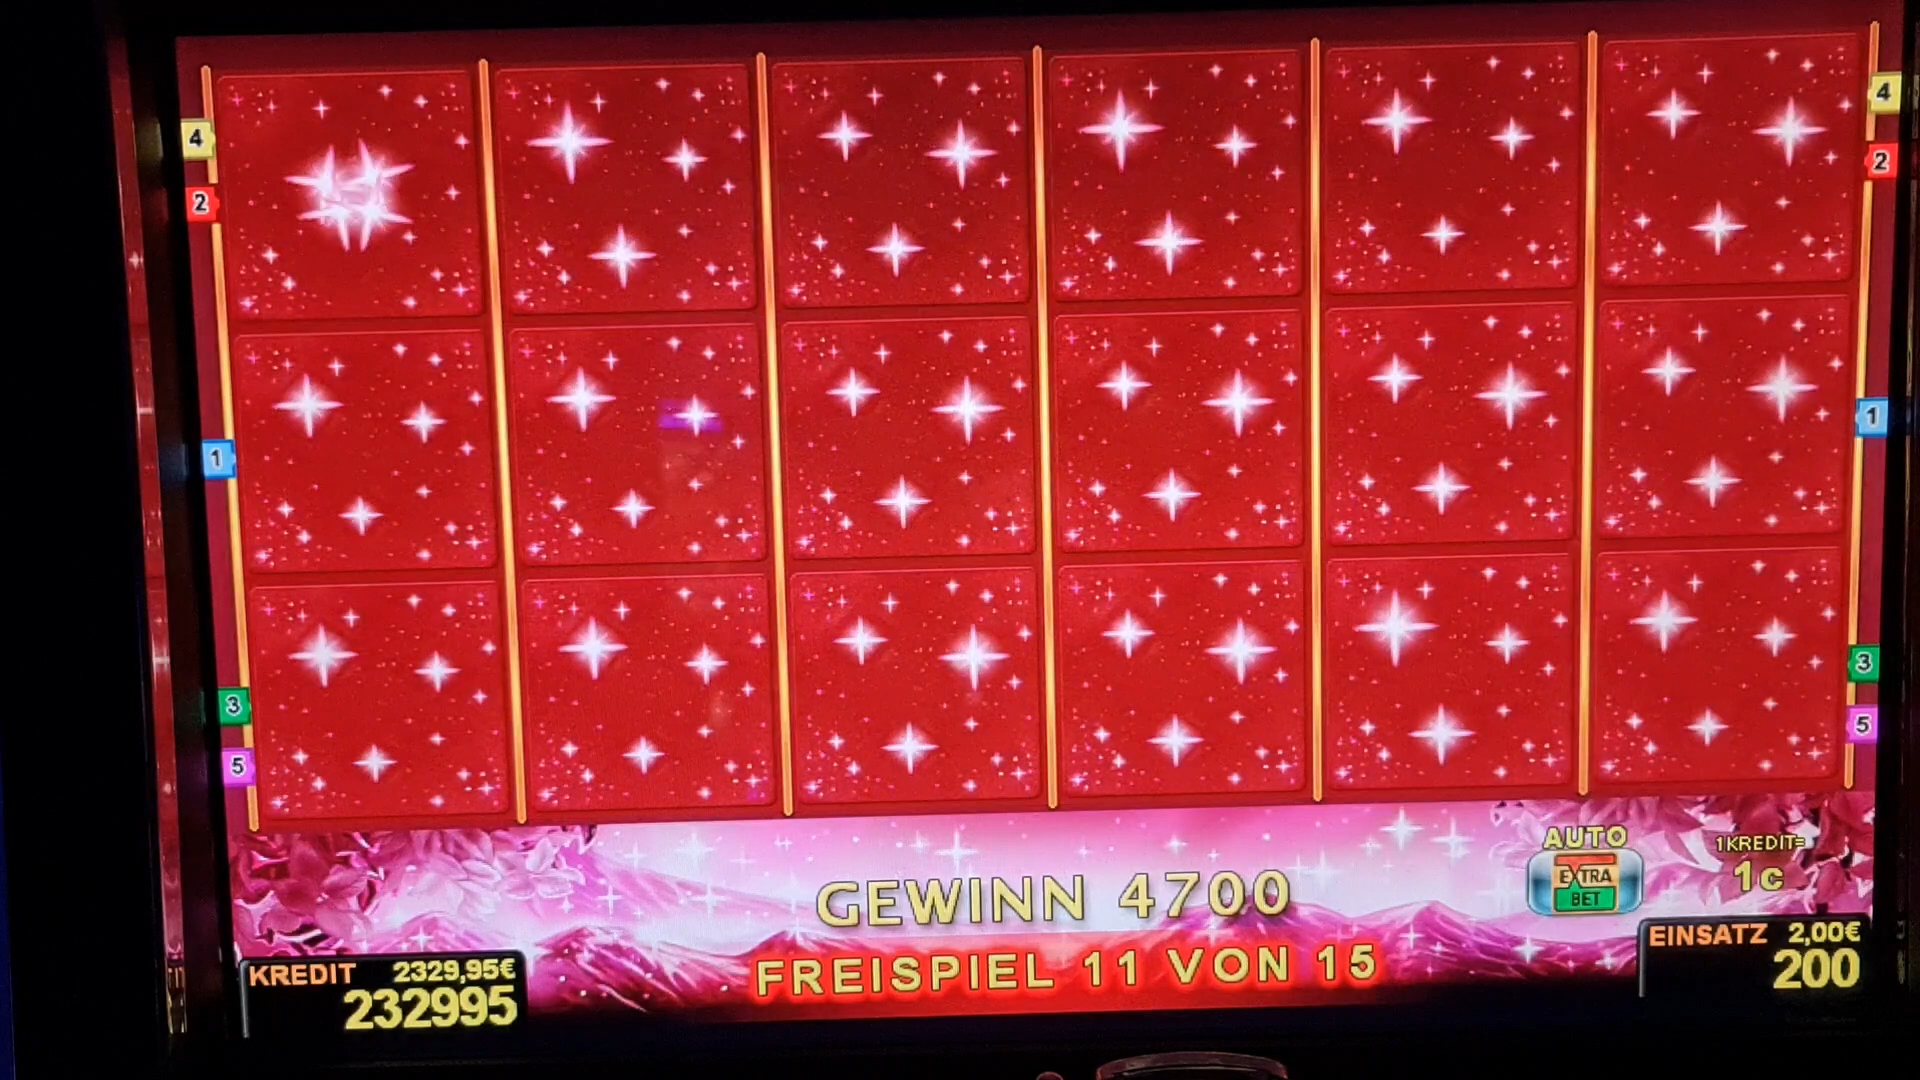 4
4
2
2
1
1
3
3
5
5
AUTO
EXTRA
BET
1KREDIT=
1c
GEWINN 4700
FREISPIEL 11 VON 15
KREDIT 2329,95€
232995
EINSATZ 2,00€
200